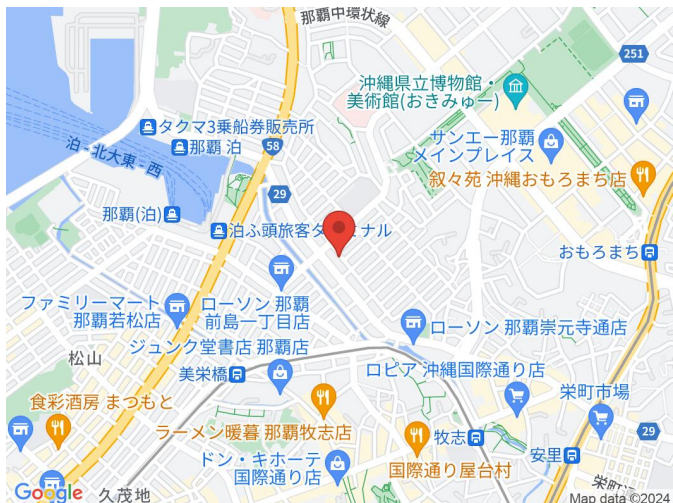 那覇中環状線
251
沖縄県立博物館・
美術館(おきみゅー)
タクマ3乗船券販売所
那覇 泊
58
サンエー那覇
メインプレイス
泊 - 北大東 - 西
叙々苑 沖縄おもろまち店
29
那覇(泊)
泊ふ頭旅客タ
ミナル
おもろまち
ファミリーマート
那覇若松店
ローソン 那覇
前島一丁目店
ローソン 那覇崇元寺通店
松山
ジュンク堂書店 那覇店
美栄橋
ロピア 沖縄国際通り店
栄町市場
食彩酒房 まつもと
ラーメン暖暮 那覇牧志店
牧志
29
安里
ドン・キホーテ
国際通り店
国際通り屋台村
久茂地
栄町
Google
Map data ©2024